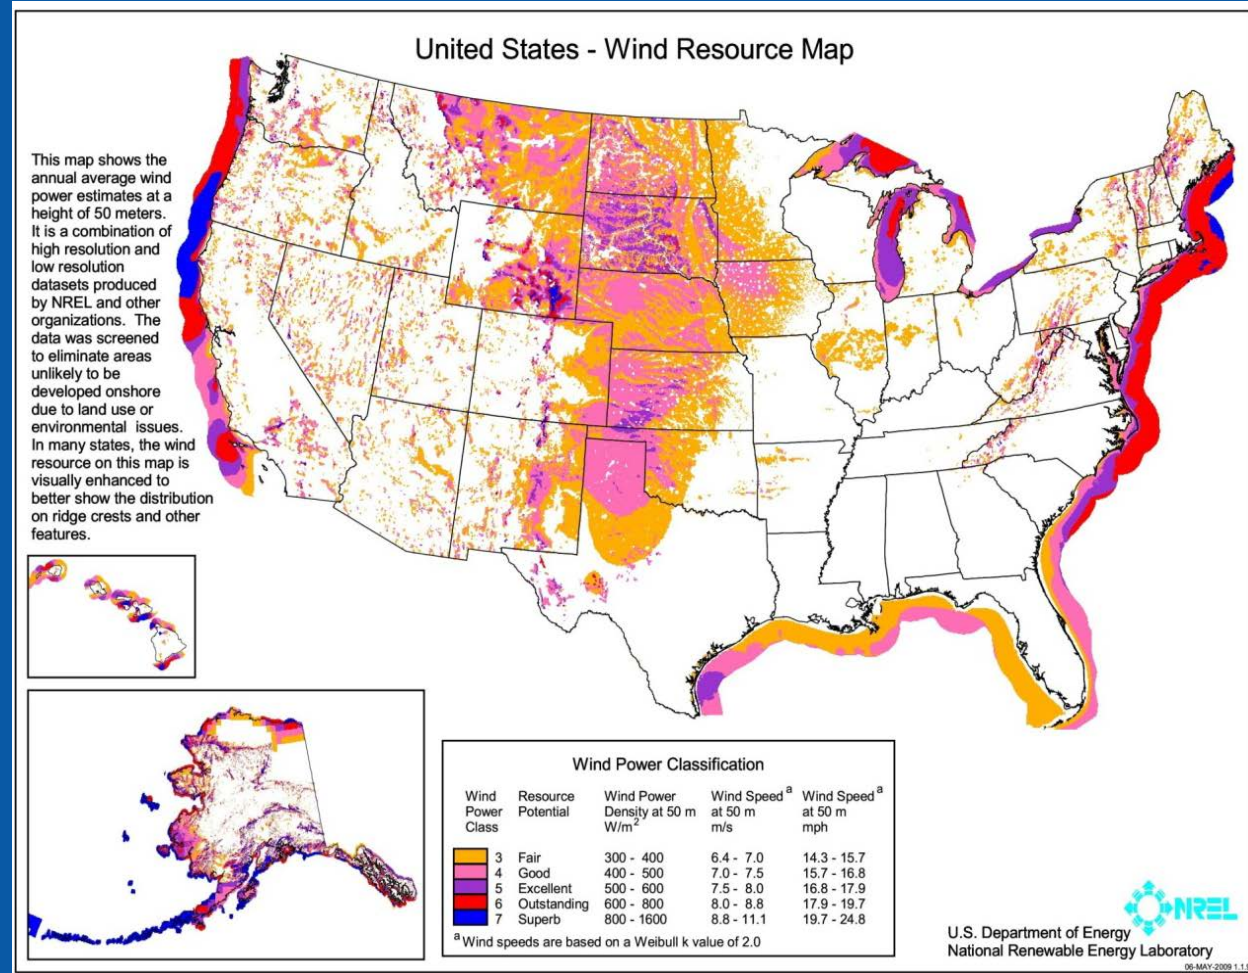 United States - Wind Resource Map
This map shows the
annual average wind
power estimates at a
height of 50 meters.
It is a combination of
high resolution and
low resolution
datasets produced
by NREL and other
organizations. The
data was screened
to eliminate areas
unlikely to be
developed onshore
due to land use or
environmental issues.
In many states, the wind
resource on this map is
visually enhanced to
better show the distribution
on ridge crests and other
features.
Wind Power Classification
Wind Power Class Resource Potential Wind Power Density at 50 m W/m² Wind Speed a at 50 m m/s Wind Speed a at 50 m mph
3 Fair 300 - 400 6.4 - 7.0 14.3 - 15.7
4 Good 400 - 500 7.0 - 7.5 15.7 - 16.8
5 Excellent 500 - 600 7.5 - 8.0 16.8 - 17.9
6 Outstanding 600 - 800 8.0 - 8.8 17.9 - 19.7
7 Superb 800 - 1600 8.8 - 11.1 19.7 - 24.8
a Wind speeds are based on a Weibull k value of 2.0
NREL
U.S. Department of Energy
National Renewable Energy Laboratory
06-MAY-2009